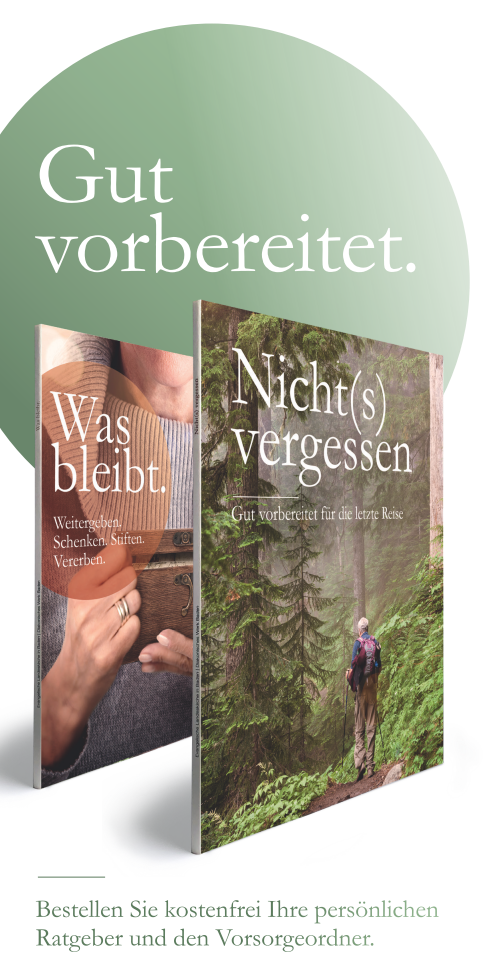 Gut
vorbereitet.
Was
bleibt.
Weitergeben.
Schenken. Stiften.
Vererben.
Nicht(s)
vergessen
Gut vorbereitet für die letzte Reise
Bestellen Sie kostenfrei Ihre persönlichen
Ratgeber und den Vorsorgeordner.